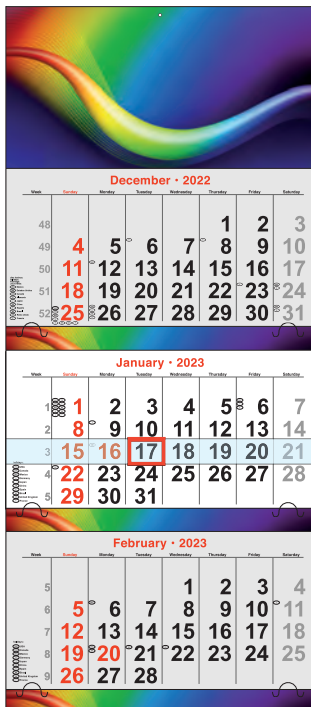 December • 2022
Week Sunday Monday Tuesday Wednesday Thursday Friday Saturday
48 1 2 3
49 4 5 6 7 8 9 10
50 11 12 13 14 15 16 17
51 18 19 20 21 22 23 24
52 25 26 27 28 29 30 31
January • 2023
Week Sunday Monday Tuesday Wednesday Thursday Friday Saturday
1 1 2 3 4 5 6 7
2 8 9 10 11 12 13 14
3 15 16 17 18 19 20 21
4 22 23 24 25 26 27 28
5 29 30 31
February • 2023
Week Sunday Monday Tuesday Wednesday Thursday Friday Saturday
5 1 2 3 4
6 5 6 7 8 9 10 11
7 12 13 14 15 16 17 18
8 19 20 21 22 23 24 25
9 26 27 28